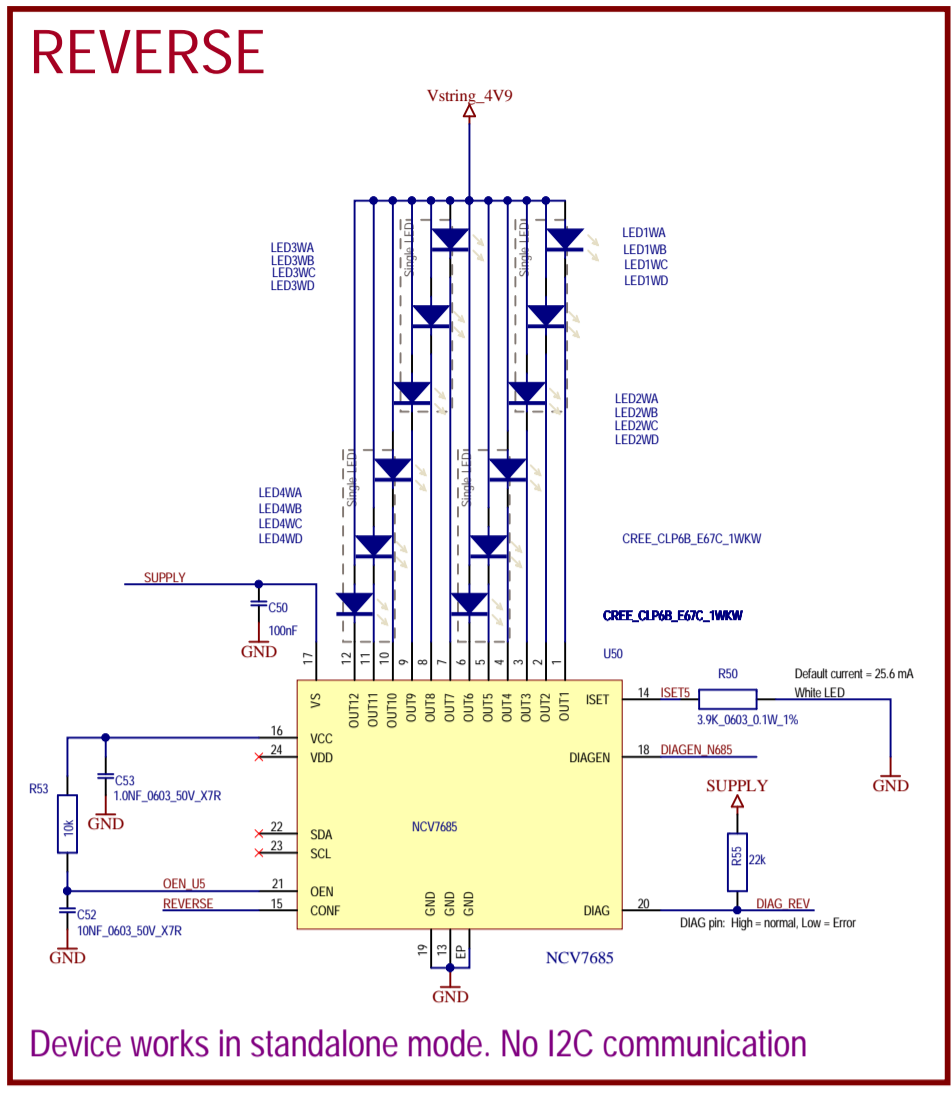 REVERSE
Vstring_4V9
Single LED
Single LED
LED3WA
LED3WB
LED3WC
LED3WD
LED1WA
LED1WB
LED1WC
LED1WD
LED2WA
LED2WB
LED2WC
LED2WD
Single LED
Single LED
LED4WA
LED4WB
LED4WC
LED4WD
CREE_CLP6B_E67C_1WKW
SUPPLY
C50
100nF
GND
CREE_CLP6B_E67C_1WKW
U50
17 12 11 10 9 8 7 6 5 4 3 2 1
VS OUT12 OUT11 OUT10 OUT9 OUT8 OUT7 OUT6 OUT5 OUT4 OUT3 OUT2 OUT1
ISET 14 ISET5
R50
3.9K_0603_0.1W_1%
Default current = 25.6 mA
White LED
GND
16 VCC
24 VDD
DIAGEN 18 DIAGEN_N685
R53
10k
C53
1.0NF_0603_50V_X7R
GND
SUPPLY
R55
22k
NCV7685
22 SDA
23 SCL
OEN_U5 21 OEN
REVERSE 15 CONF
C52
10NF_0603_50V_X7R
GND
GND GND GND
19 13 EP
GND
DIAG 20 DIAG_REV
DIAG pin: High = normal, Low = Error
NCV7685
Device works in standalone mode. No I2C communication